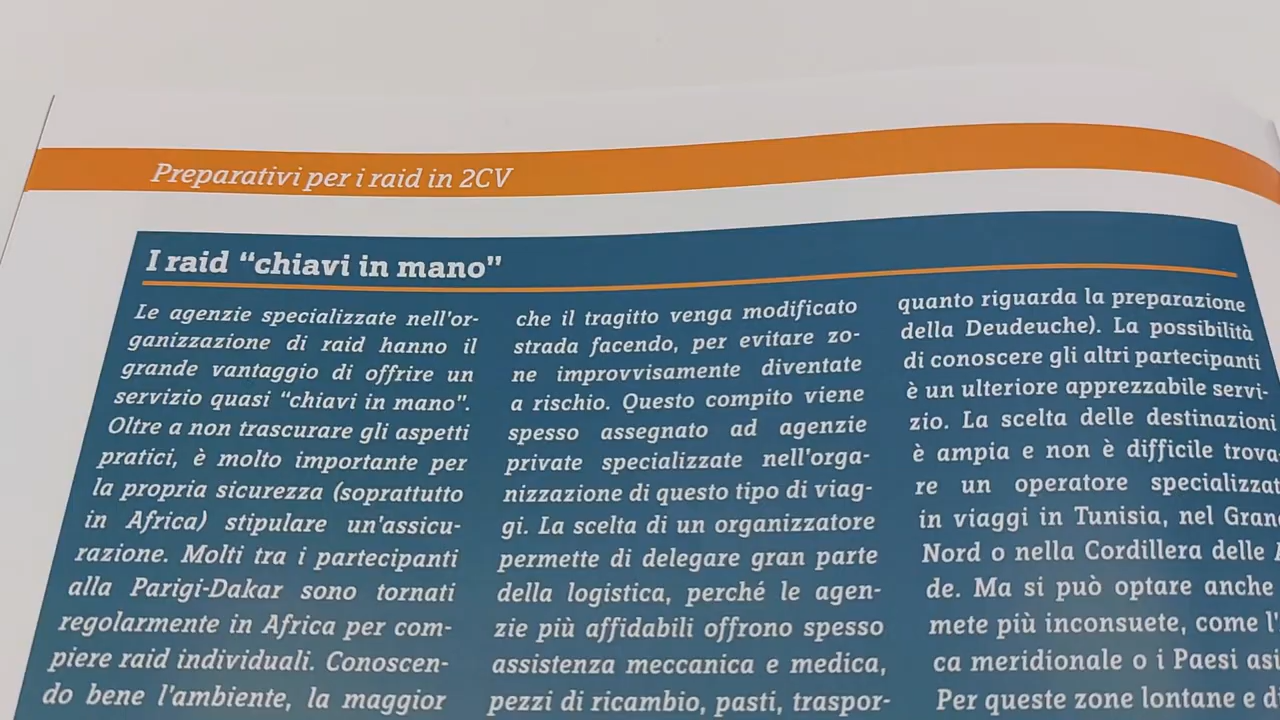 Preparativi per i raid in 2CV
I raid “chiavi in mano”
Le agenzie specializzate nell'or-
ganizzazione di raid hanno il
grande vantaggio di offrire un
servizio quasi “chiavi in mano”.
Oltre a non trascurare gli aspetti
pratici, è molto importante per
la propria sicurezza (soprattutto
in Africa) stipulare un'assicu-
razione. Molti tra i partecipanti
alla Parigi-Dakar sono tornati
regolarmente in Africa per com-
piere raid individuali. Conoscen-
do bene l'ambiente, la maggior
che il tragitto venga modificato
strada facendo, per evitare zo-
ne improvvisamente diventate
a rischio. Questo compito viene
spesso assegnato ad agenzie
private specializzate nell'orga-
nizzazione di questo tipo di viag-
gi. La scelta di un organizzatore
permette di delegare gran parte
della logistica, perché le agen-
zie più affidabili offrono spesso
assistenza meccanica e medica,
pezzi di ricambio, pasti, traspor-
quanto riguarda la preparazione
della Deudeuche). La possibilità
di conoscere gli altri partecipanti
è un ulteriore apprezzabile servi-
zio. La scelta delle destinazioni
è ampia e non è difficile trova-
re un operatore specializzat
in viaggi in Tunisia, nel Gran
Nord o nella Cordillera delle
de. Ma si può optare anche
mete più inconsuete, come l'
ca meridionale o i Paesi asi
Per queste zone lontane e d